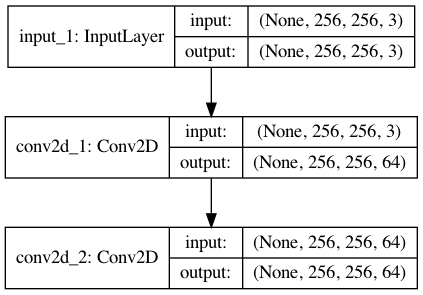 input_1: InputLayer
input: (None, 256, 256, 3)
output: (None, 256, 256, 3)
conv2d_1: Conv2D
input: (None, 256, 256, 3)
output: (None, 256, 256, 64)
conv2d_2: Conv2D
input: (None, 256, 256, 64)
output: (None, 256, 256, 64)